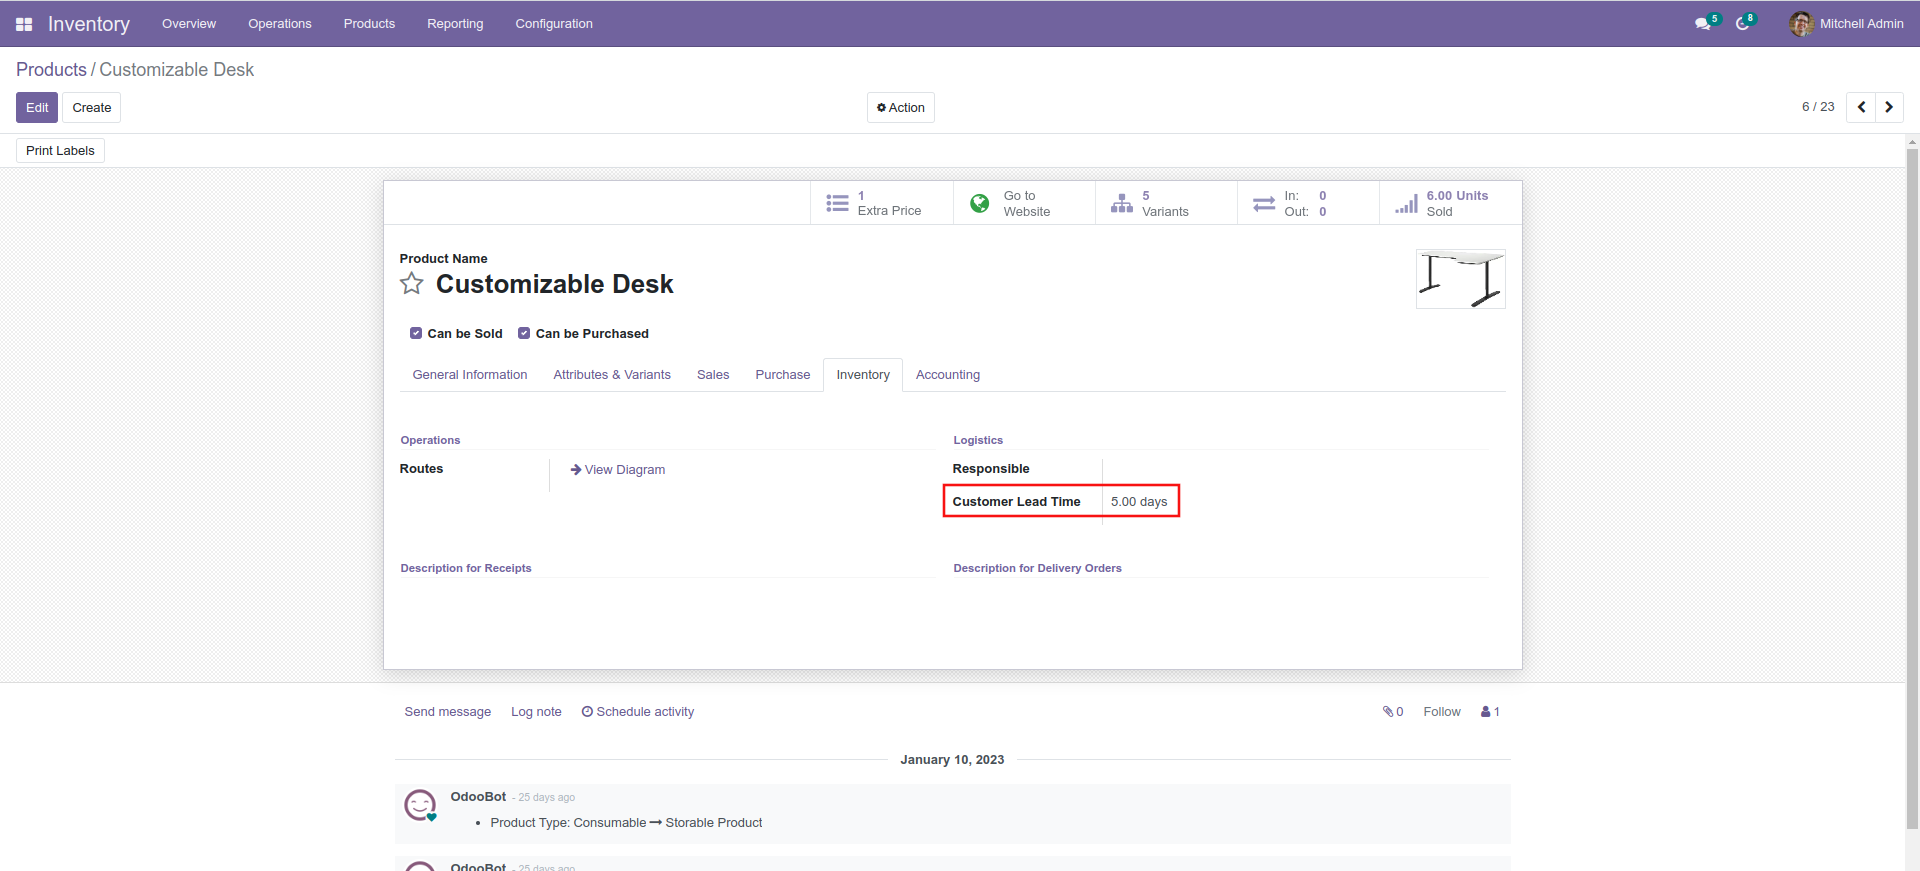 Inventory Overview Operations Products Reporting Configuration 5 8 Mitchell Admin
Products / Customizable Desk
Edit Create Action 6 / 23
Print Labels
1
Extra Price
Go to
Website
5
Variants
In: 0
Out: 0
6.00 Units
Sold
Product Name
Customizable Desk
Can be Sold Can be Purchased
General Information Attributes & Variants Sales Purchase Inventory Accounting
Operations
Routes → View Diagram
Logistics
Responsible
Customer Lead Time 5.00 days
Description for Receipts
Description for Delivery Orders
Send message Log note Schedule activity 0 Follow 1
January 10, 2023
OdooBot - 25 days ago
• Product Type: Consumable → Storable Product
OdooBot - 25 days ago